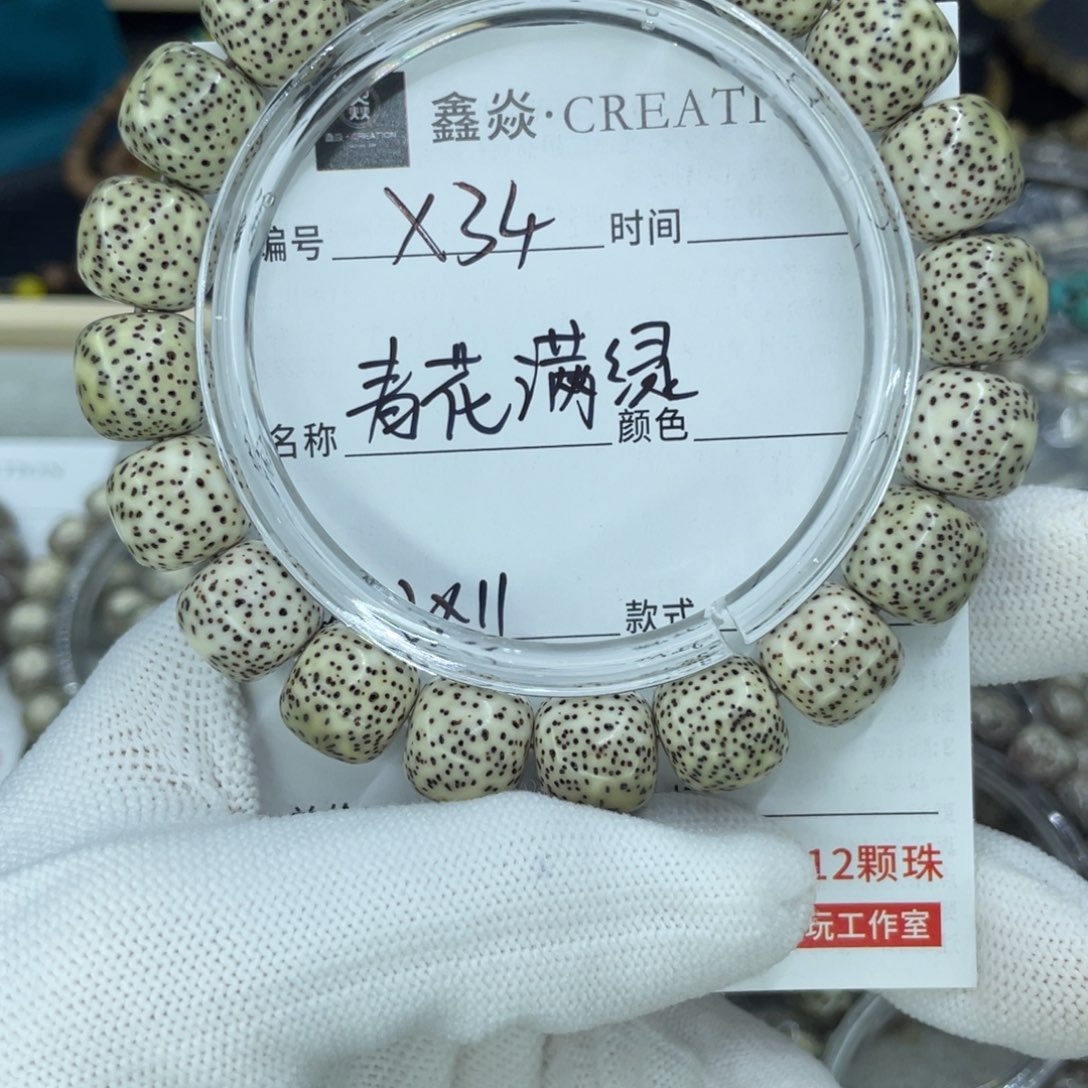 鑫焱·CREATI
编号 X34 时间
青花满绿
名称 颜色
X11 款式
12颗珠
玩工作室